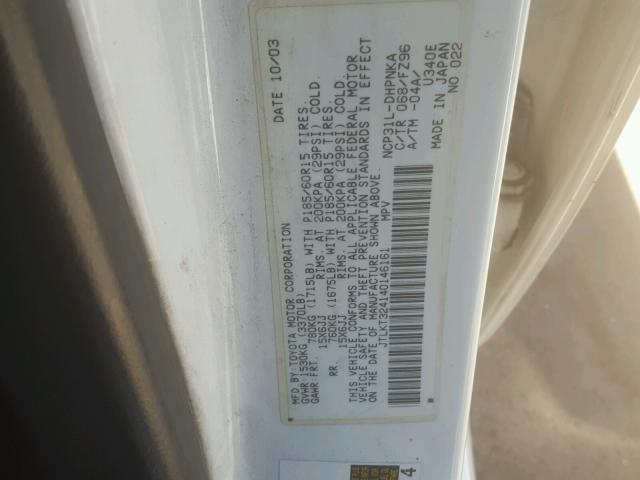 MFD BY: TOYOTA MOTOR CORPORATION DATE 10/03
GVWR: 1530KG (3370LB)
GAWR: FRT. 780KG (1715LB) WITH P185/60R15 TIRES.
15X6JJ RIMS. AT 200KPA (29PSI) COLD.
RR. 760KG (1675LB) WITH P185/60R15 TIRES.
15X6JJ RIMS. AT 200KPA (29PSI) COLD.
THIS VEHICLE CONFORMS TO ALL APPLICABLE FEDERAL MOTOR
VEHICLE SAFETY AND THEFT PREVENTION STANDARDS IN EFFECT
ON THE DATE OF MANUFACTURE SHOWN ABOVE.
JTLKT324140146161 NCP31L-DHPNKA
MPV C/TR 068/FZ96
A/TM -04A/ U340E
MADE IN JAPAN
NO 022
4